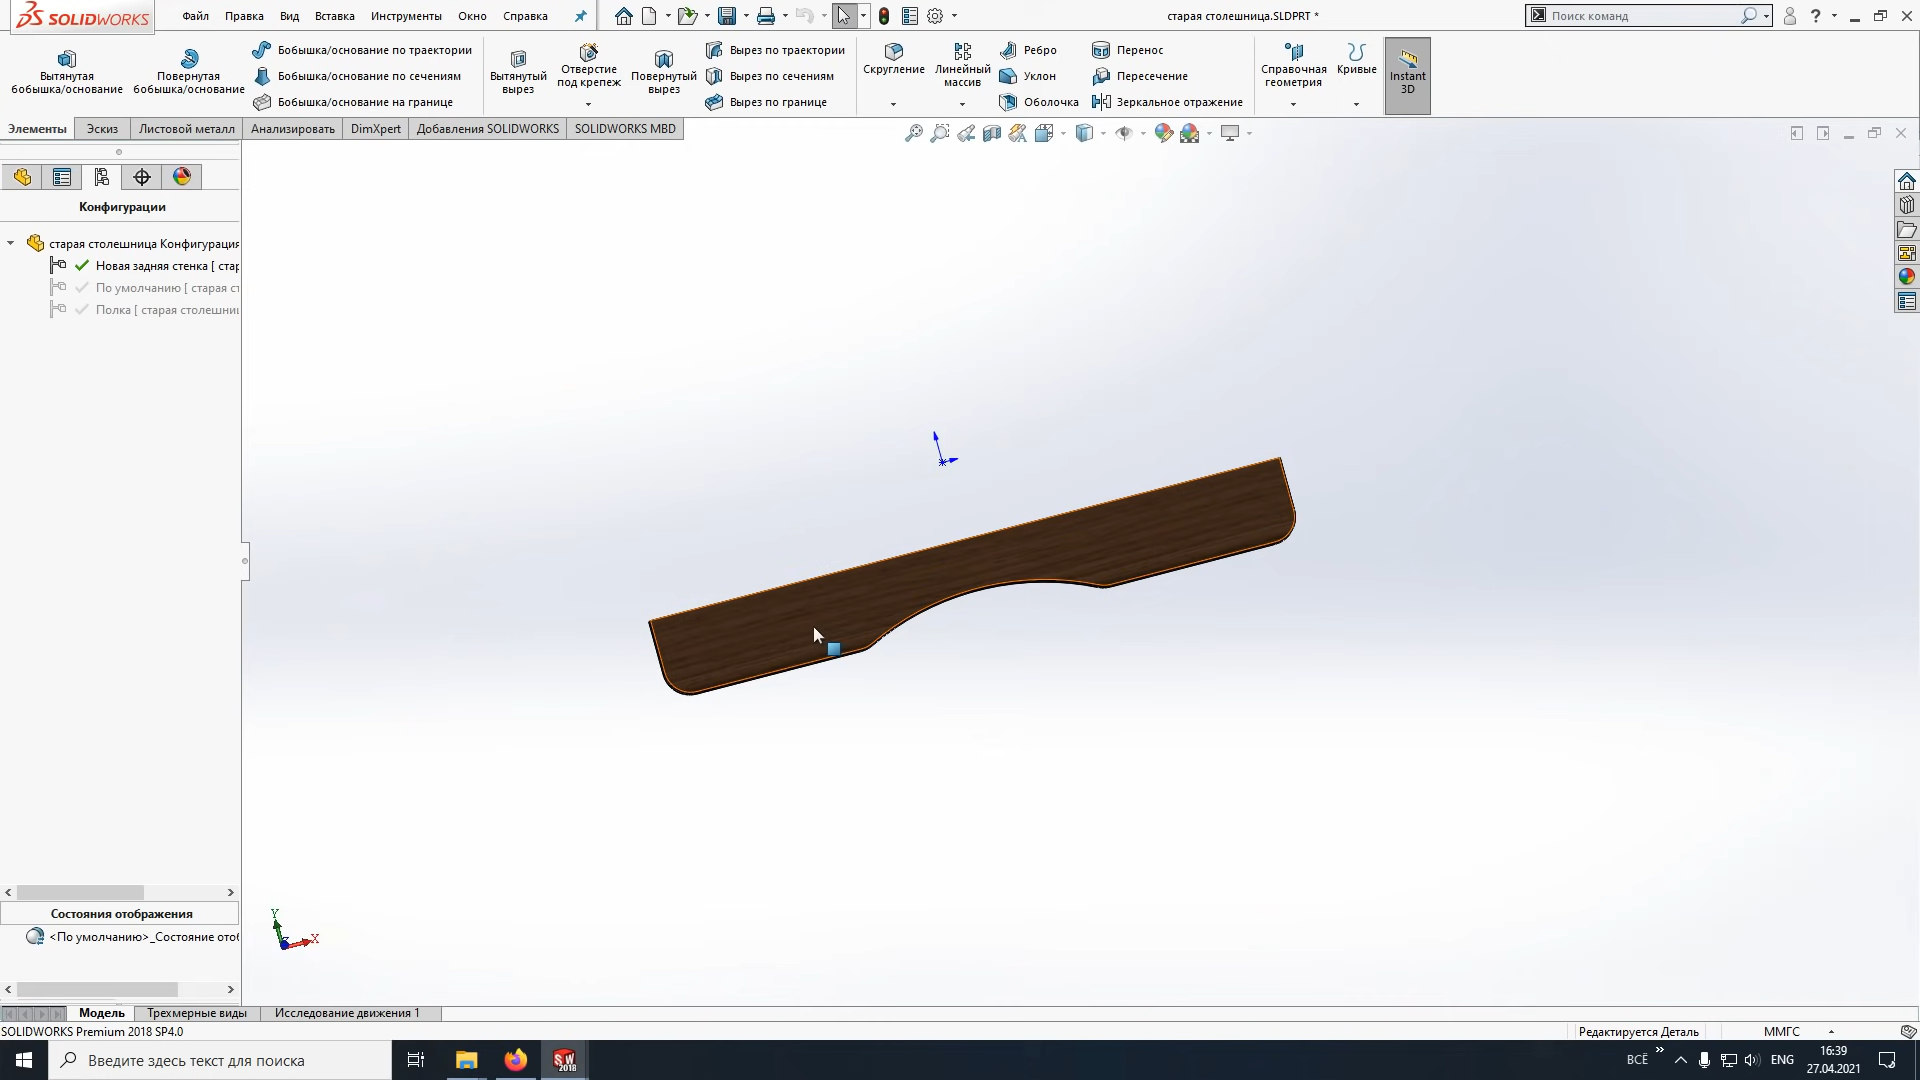 SOLIDWORKS
Файл Правка Вид Вставка Инструменты Окно Справка
старая столешница.SLDPRT *
Поиск команд
Вытянутая бобышка/основание
Повернутая бобышка/основание
Бобышка/основание по траектории
Бобышка/основание по сечениям
Бобышка/основание на границе
Вытянутый вырез
Отверстие под крепеж
Повернутый вырез
Вырез по траектории
Вырез по сечениям
Вырез по границе
Скругление
Линейный массив
Ребро
Уклон
Оболочка
Перенос
Пересечение
Зеркальное отражение
Справочная геометрия
Кривые
Instant 3D
Элементы Эскиз Листовой металл Анализировать DimXpert Добавления SOLIDWORKS SOLIDWORKS MBD
Конфигурации
старая столешница Конфигурация
Новая задняя стенка [ стар
По умолчанию [ старая ст
Полка [ старая столешни
Состояния отображения
<По умолчанию>_Состояние ото
Y
X
Модель Трехмерные виды Исследование движения 1
SOLIDWORKS Premium 2018 SP4.0
Редактируется Деталь
ММГС
Введите здесь текст для поиска
SW
2018
ВСЁ
ENG
16:39
27.04.2021